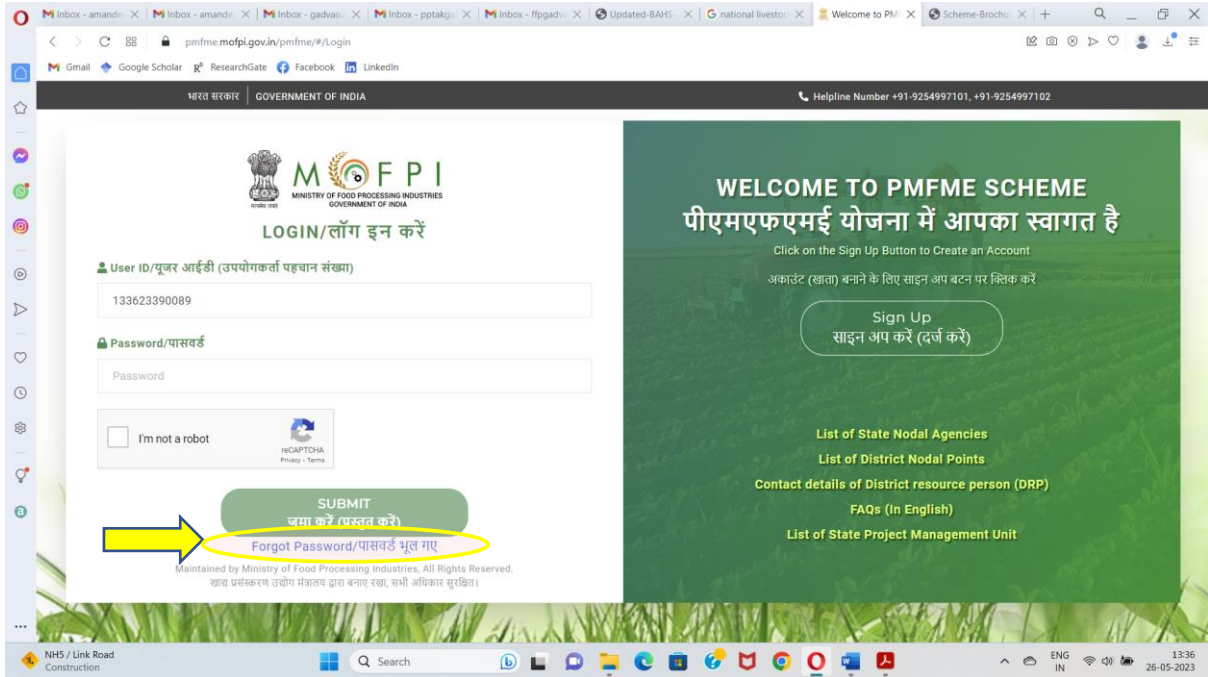 Inbox - amande
Inbox - amande
Inbox - gadvasu
Inbox - pptakga
Inbox - ffpgadv
Updated-BAHS-
national livestoc
Welcome to PM
Scheme-Brochu
pmfme.mofpi.gov.in/pmfme/#/Login
Gmail
Google Scholar
ResearchGate
Facebook
LinkedIn
भारत सरकार
GOVERNMENT OF INDIA
Helpline Number +91-9254997101, +91-9254997102
M FPI
MINISTRY OF FOOD PROCESSING INDUSTRIES
GOVERNMENT OF INDIA
LOGIN/लॉग इन करें
User ID/यूजर आईडी (उपयोगकर्ता पहचान संख्या)
133623390089
Password/पासवर्ड
Password
I'm not a robot
reCAPTCHA
Privacy - Terms
SUBMIT
जमा करें (प्रस्तुत करें)
Forgot Password/पासवर्ड भूल गए
Maintained by Ministry of Food Processing Industries, All Rights Reserved.
खाद्य प्रसंस्करण उद्योग मंत्रालय द्वारा बनाए रखा, सभी अधिकार सुरक्षित।
WELCOME TO PMFME SCHEME
पीएमएफएमई योजना में आपका स्वागत है
Click on the Sign Up Button to Create an Account
अकाउंट (खाता) बनाने के लिए साइन अप बटन पर क्लिक करें
Sign Up
साइन अप करें (दर्ज करें)
List of State Nodal Agencies
List of District Nodal Points
Contact details of District resource person (DRP)
FAQs (In English)
List of State Project Management Unit
NH5 / Link Road
Construction
Search
ENG
IN
13:36
26-05-2023